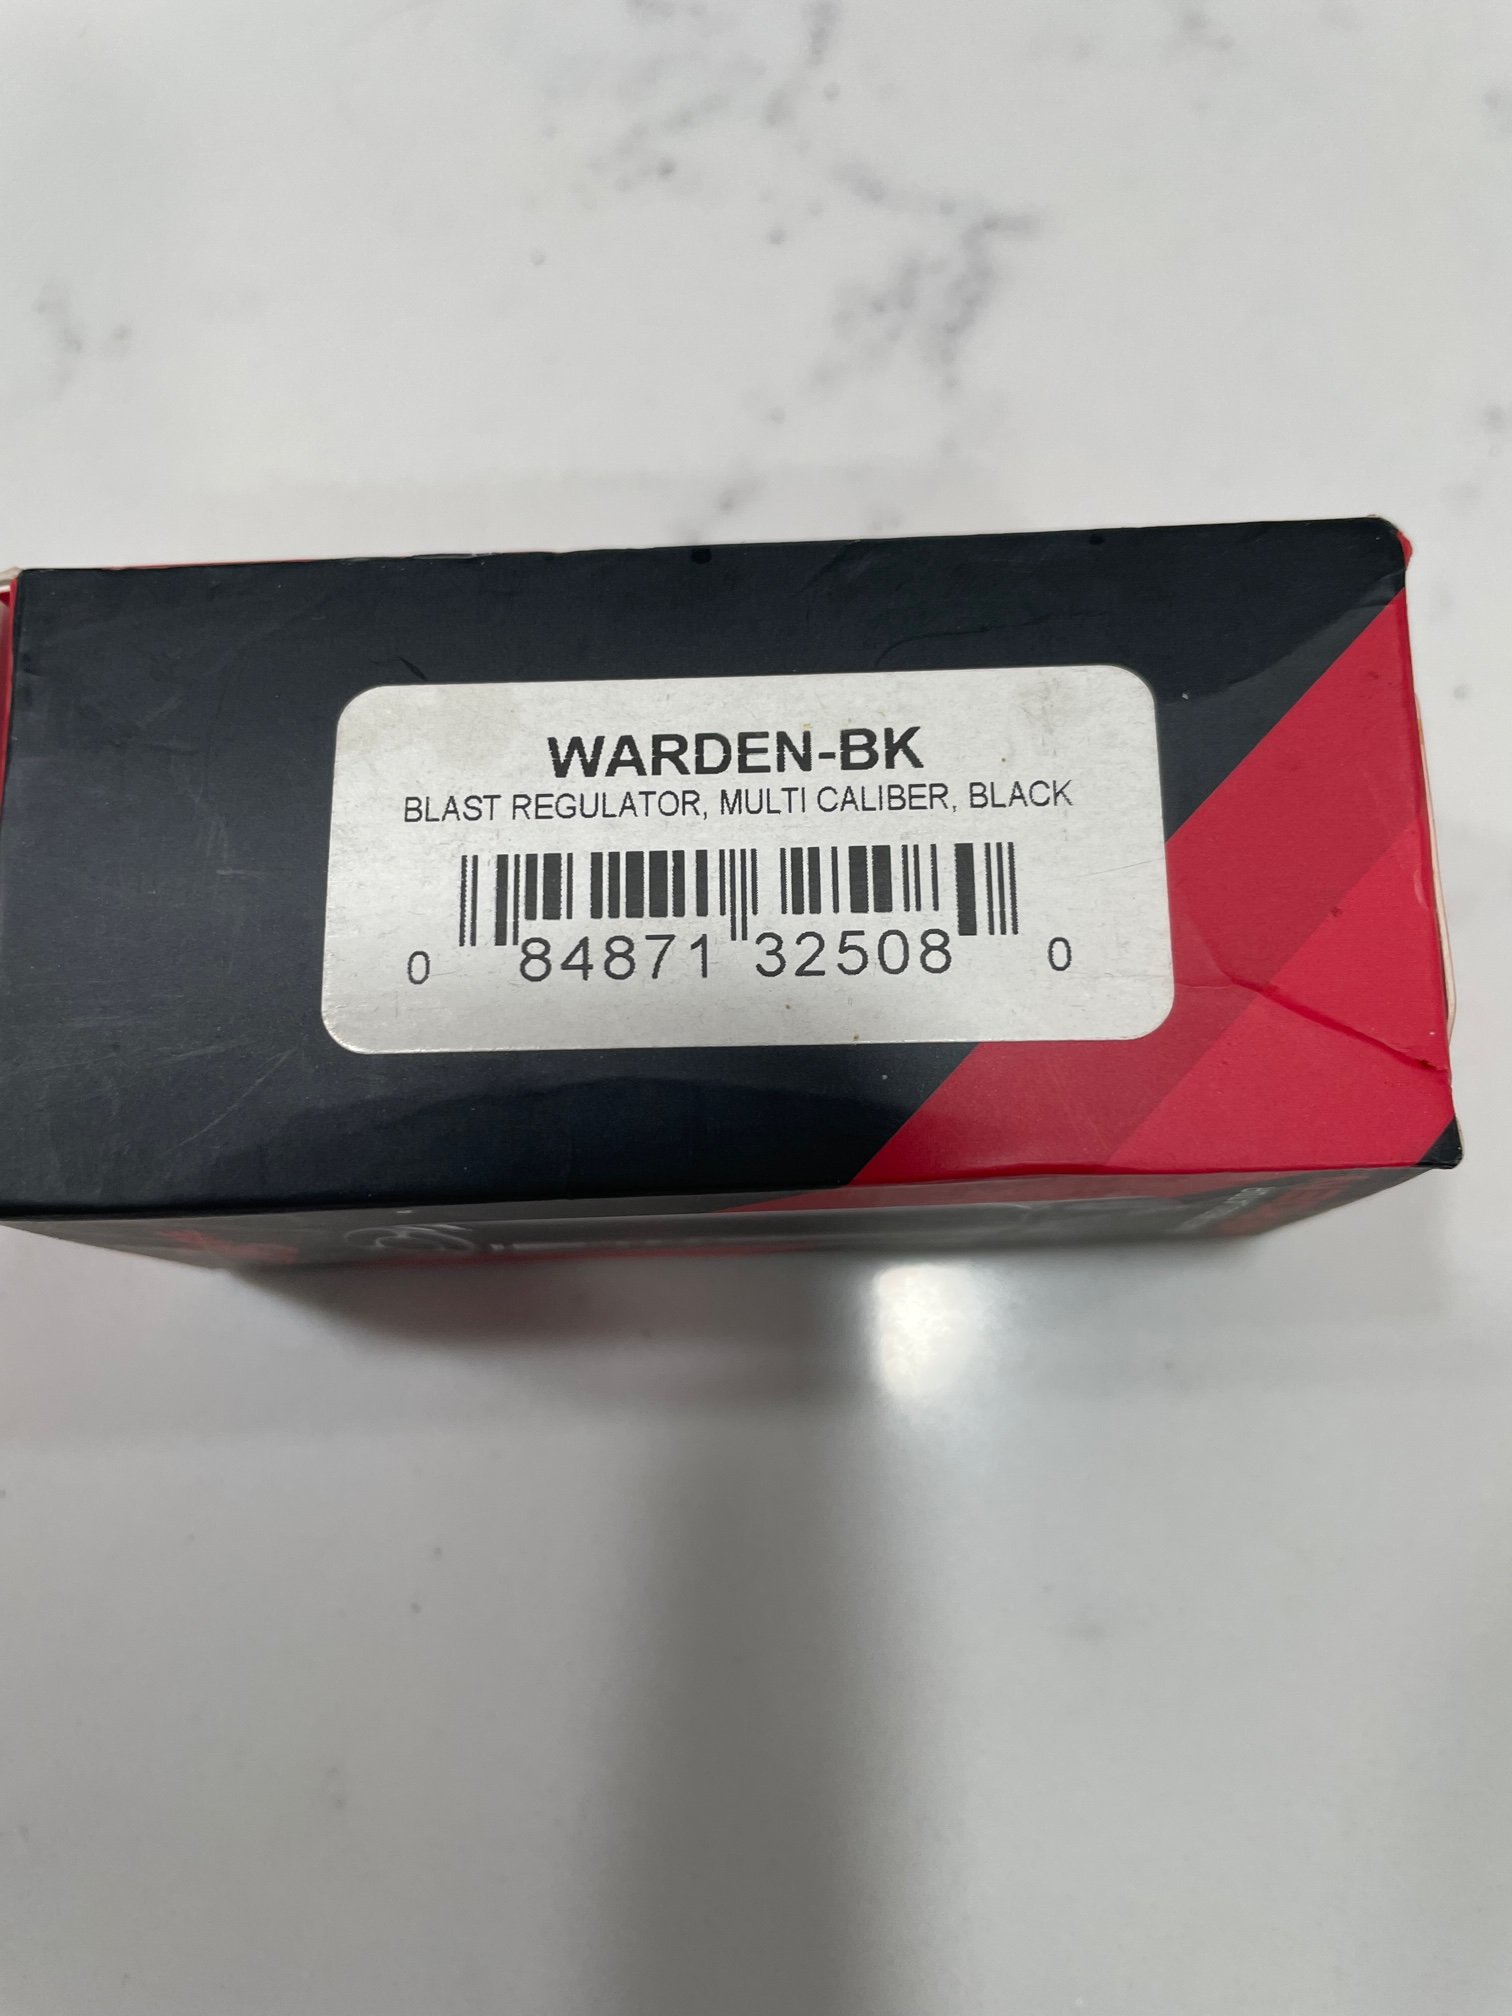 WARDEN-BK
BLAST REGULATOR, MULTI CALIBER, BLACK
0 84871 32508 0